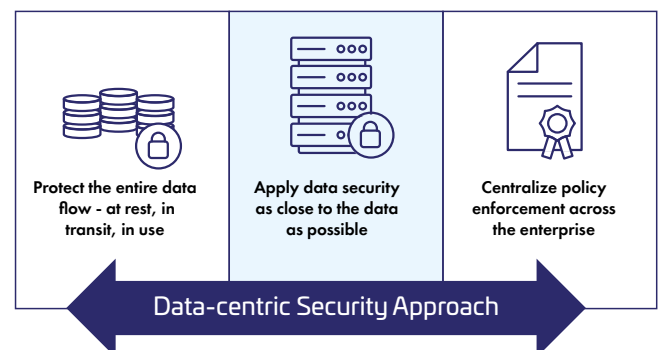 Protect the entire data
flow - at rest, in
transit, in use
Apply data security
as close to the data
as possible
Centralize policy
enforcement across
the enterprise
Data-centric Security Approach